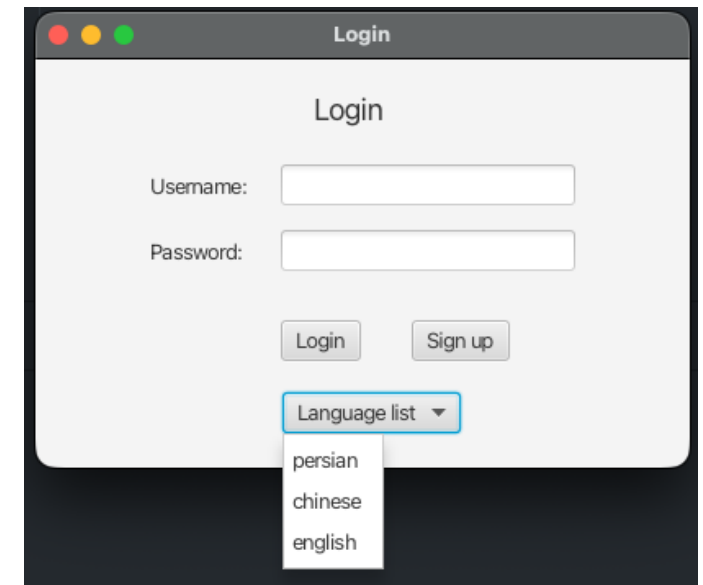 Login
Login
Username:
Password:
Login Sign up
Language list
persian
chinese
english